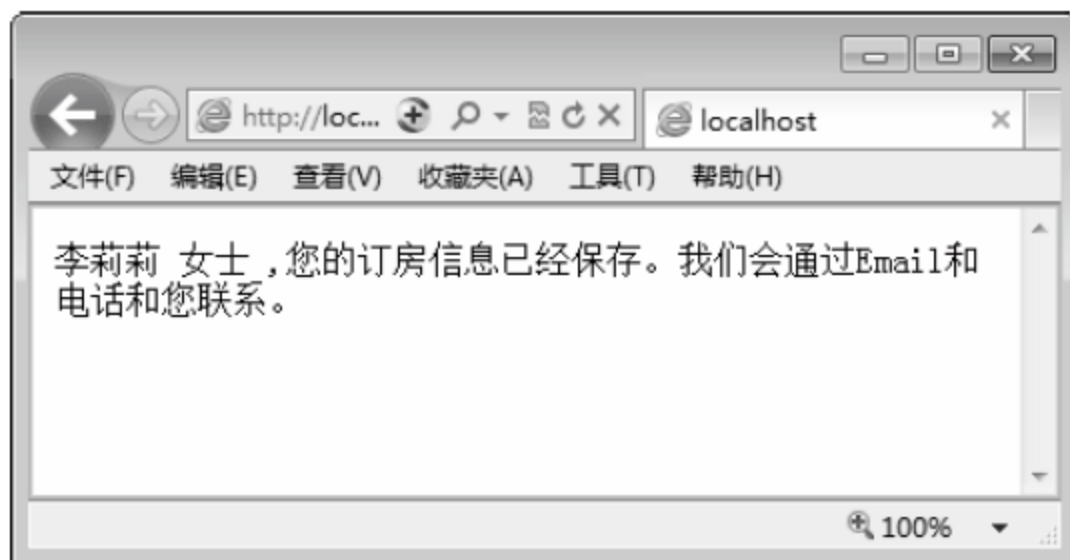 http://loc...
localhost
文件(F) 编辑(E) 查看(V) 收藏夹(A) 工具(T) 帮助(H)
李莉莉 女士 ,您的订房信息已经保存。我们会通过Email和
电话和您联系。
100%